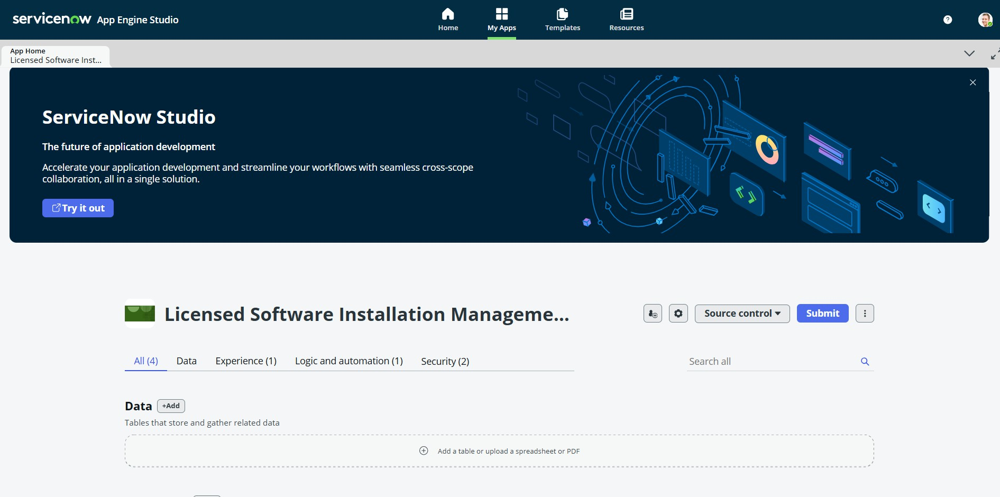 servicenow App Engine Studio
Home
My Apps
Templates
Resources
?
App Home
Licensed Software Inst...
ServiceNow Studio
The future of application development
Accelerate your application development and streamline your workflows with seamless cross-scope
collaboration, all in a single solution.
Try it out
Licensed Software Installation Manageme...
Source control
Submit
All (4)
Data
Experience (1)
Logic and automation (1)
Security (2)
Search all
Data
+Add
Tables that store and gather related data
Add a table or upload a spreadsheet or PDF